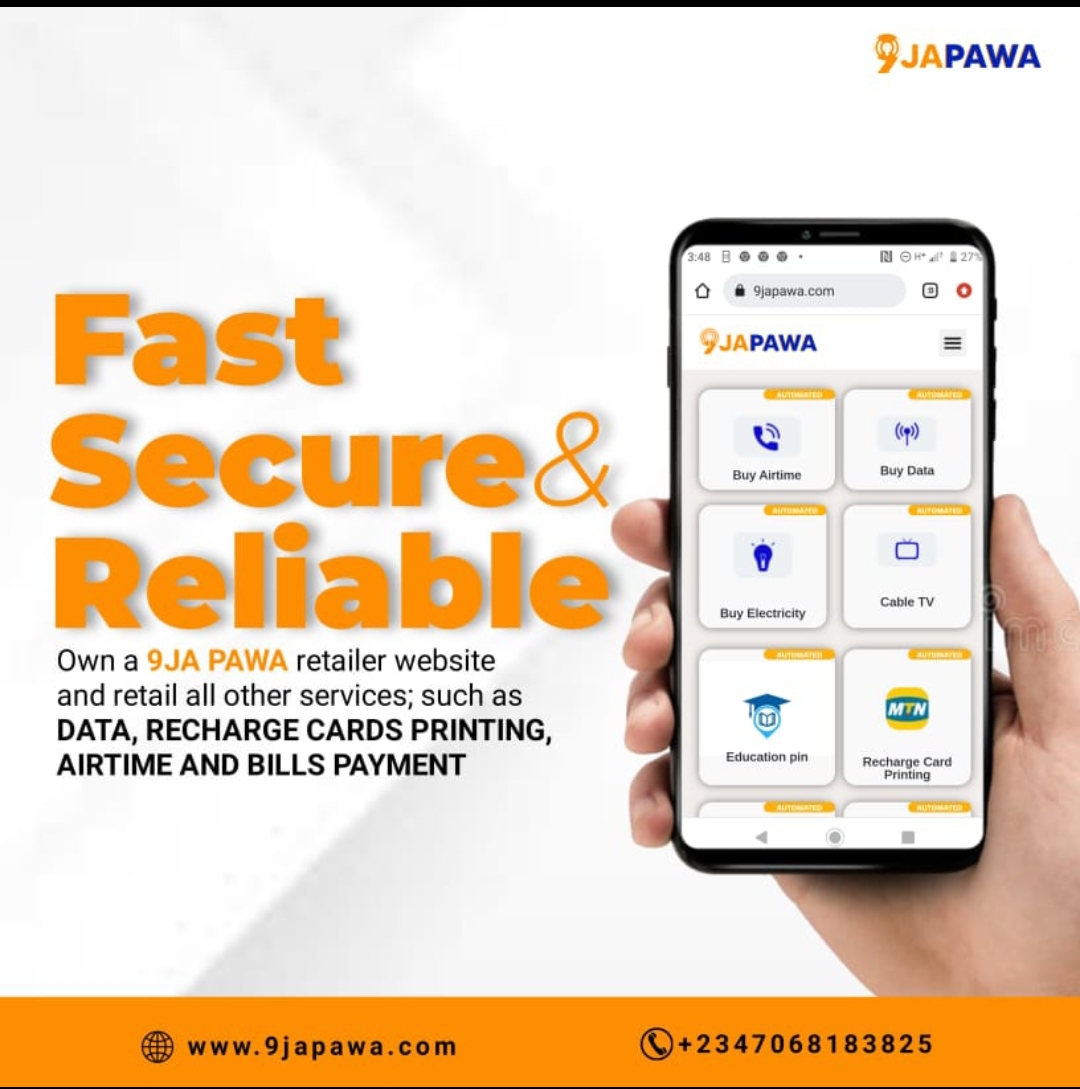 9JAPAWA
Fast
Secure&
Reliable
Own a 9JA PAWA retailer website
and retail all other services; such as
DATA, RECHARGE CARDS PRINTING,
AIRTIME AND BILLS PAYMENT
3:48 H+ 27%
9japawa.com
9JAPAWA
AUTOMATED AUTOMATED
Buy Airtime Buy Data
AUTOMATED AUTOMATED
Buy Electricity Cable TV
AUTOMATED AUTOMATED
MTN
Education pin Recharge Card
Printing
AUTOMATED AUTOMATED
www.9japawa.com +2347068183825